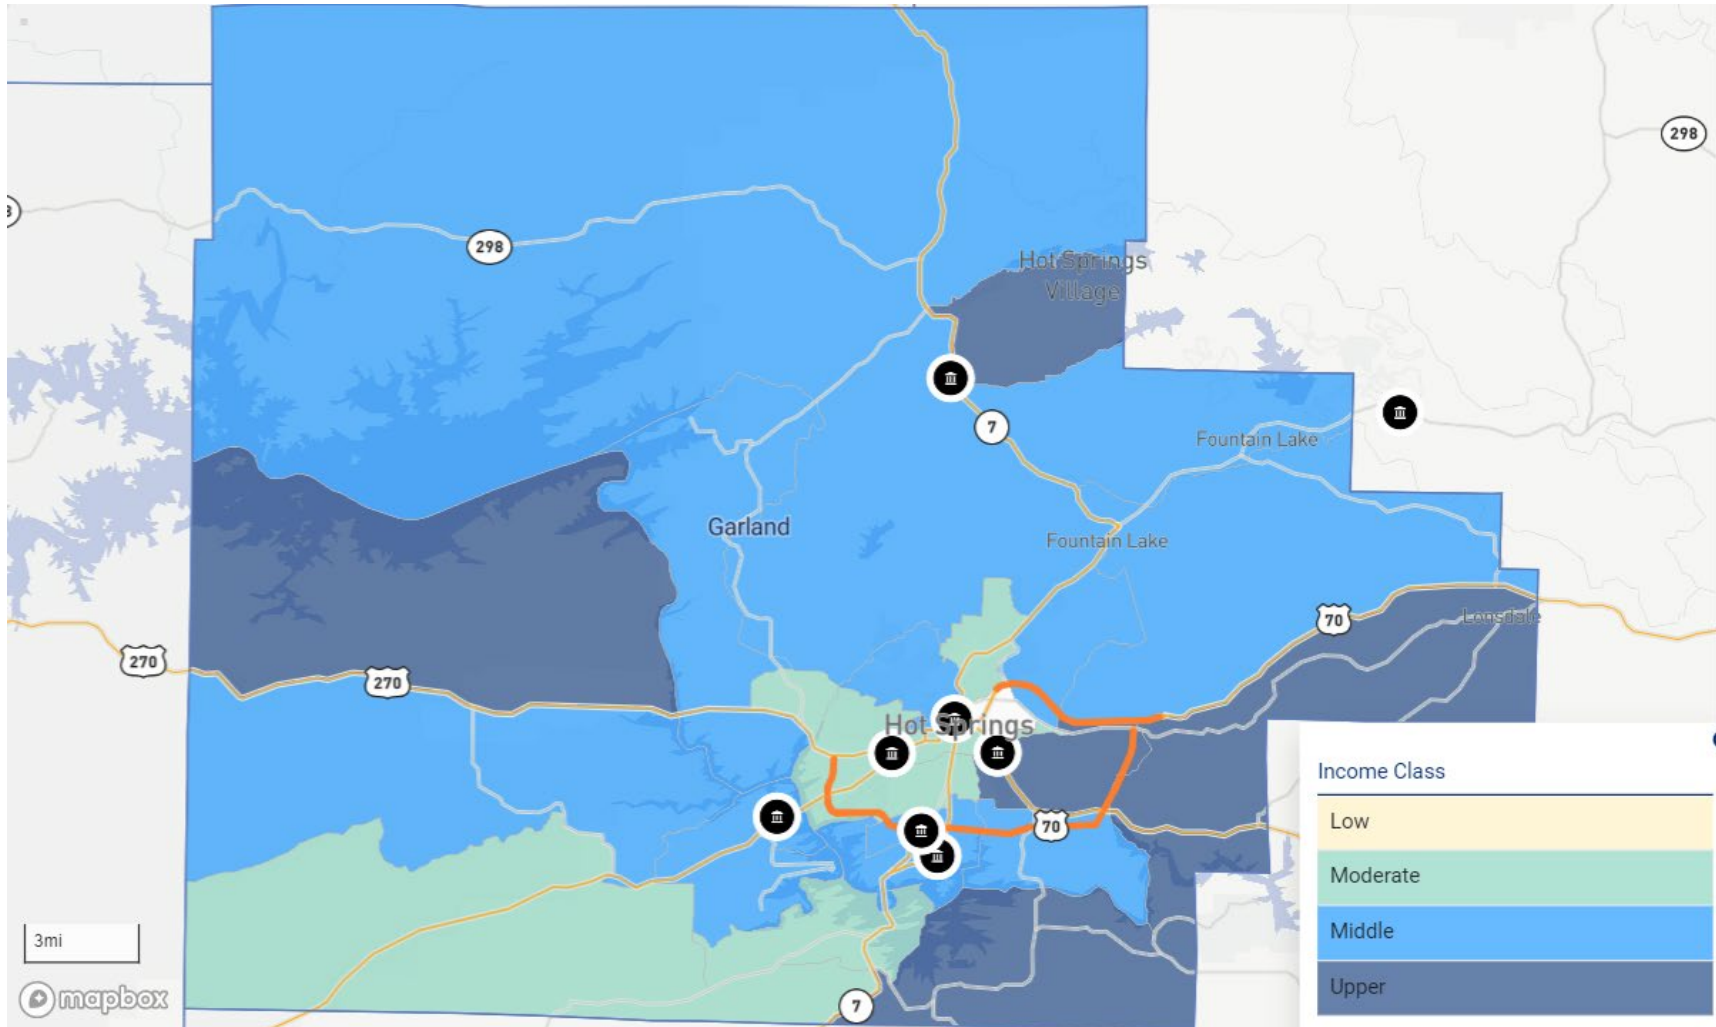 298
298
Hot Springs
Village
7
Fountain Lake
Garland
Fountain Lake
70
Lonsdale
270
270
Hot Springs
70
7
3mi
mapbox
Income Class
Low
Moderate
Middle
Upper